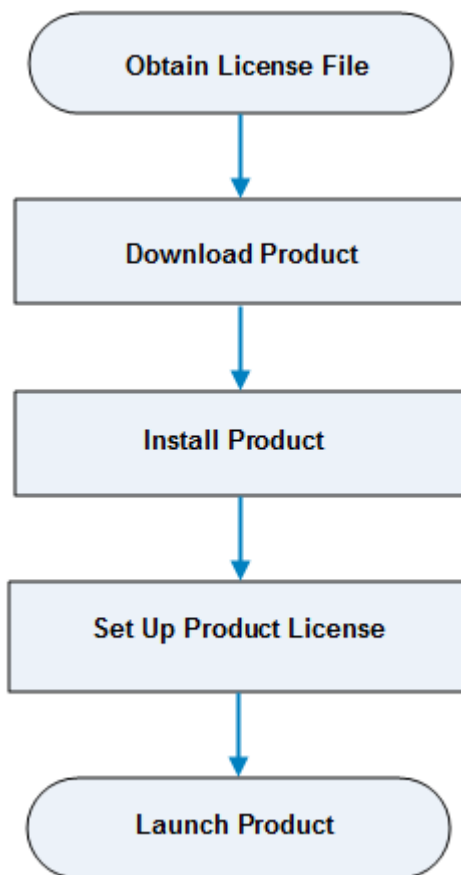 Obtain License File
Download Product
Install Product
Set Up Product License
Launch Product